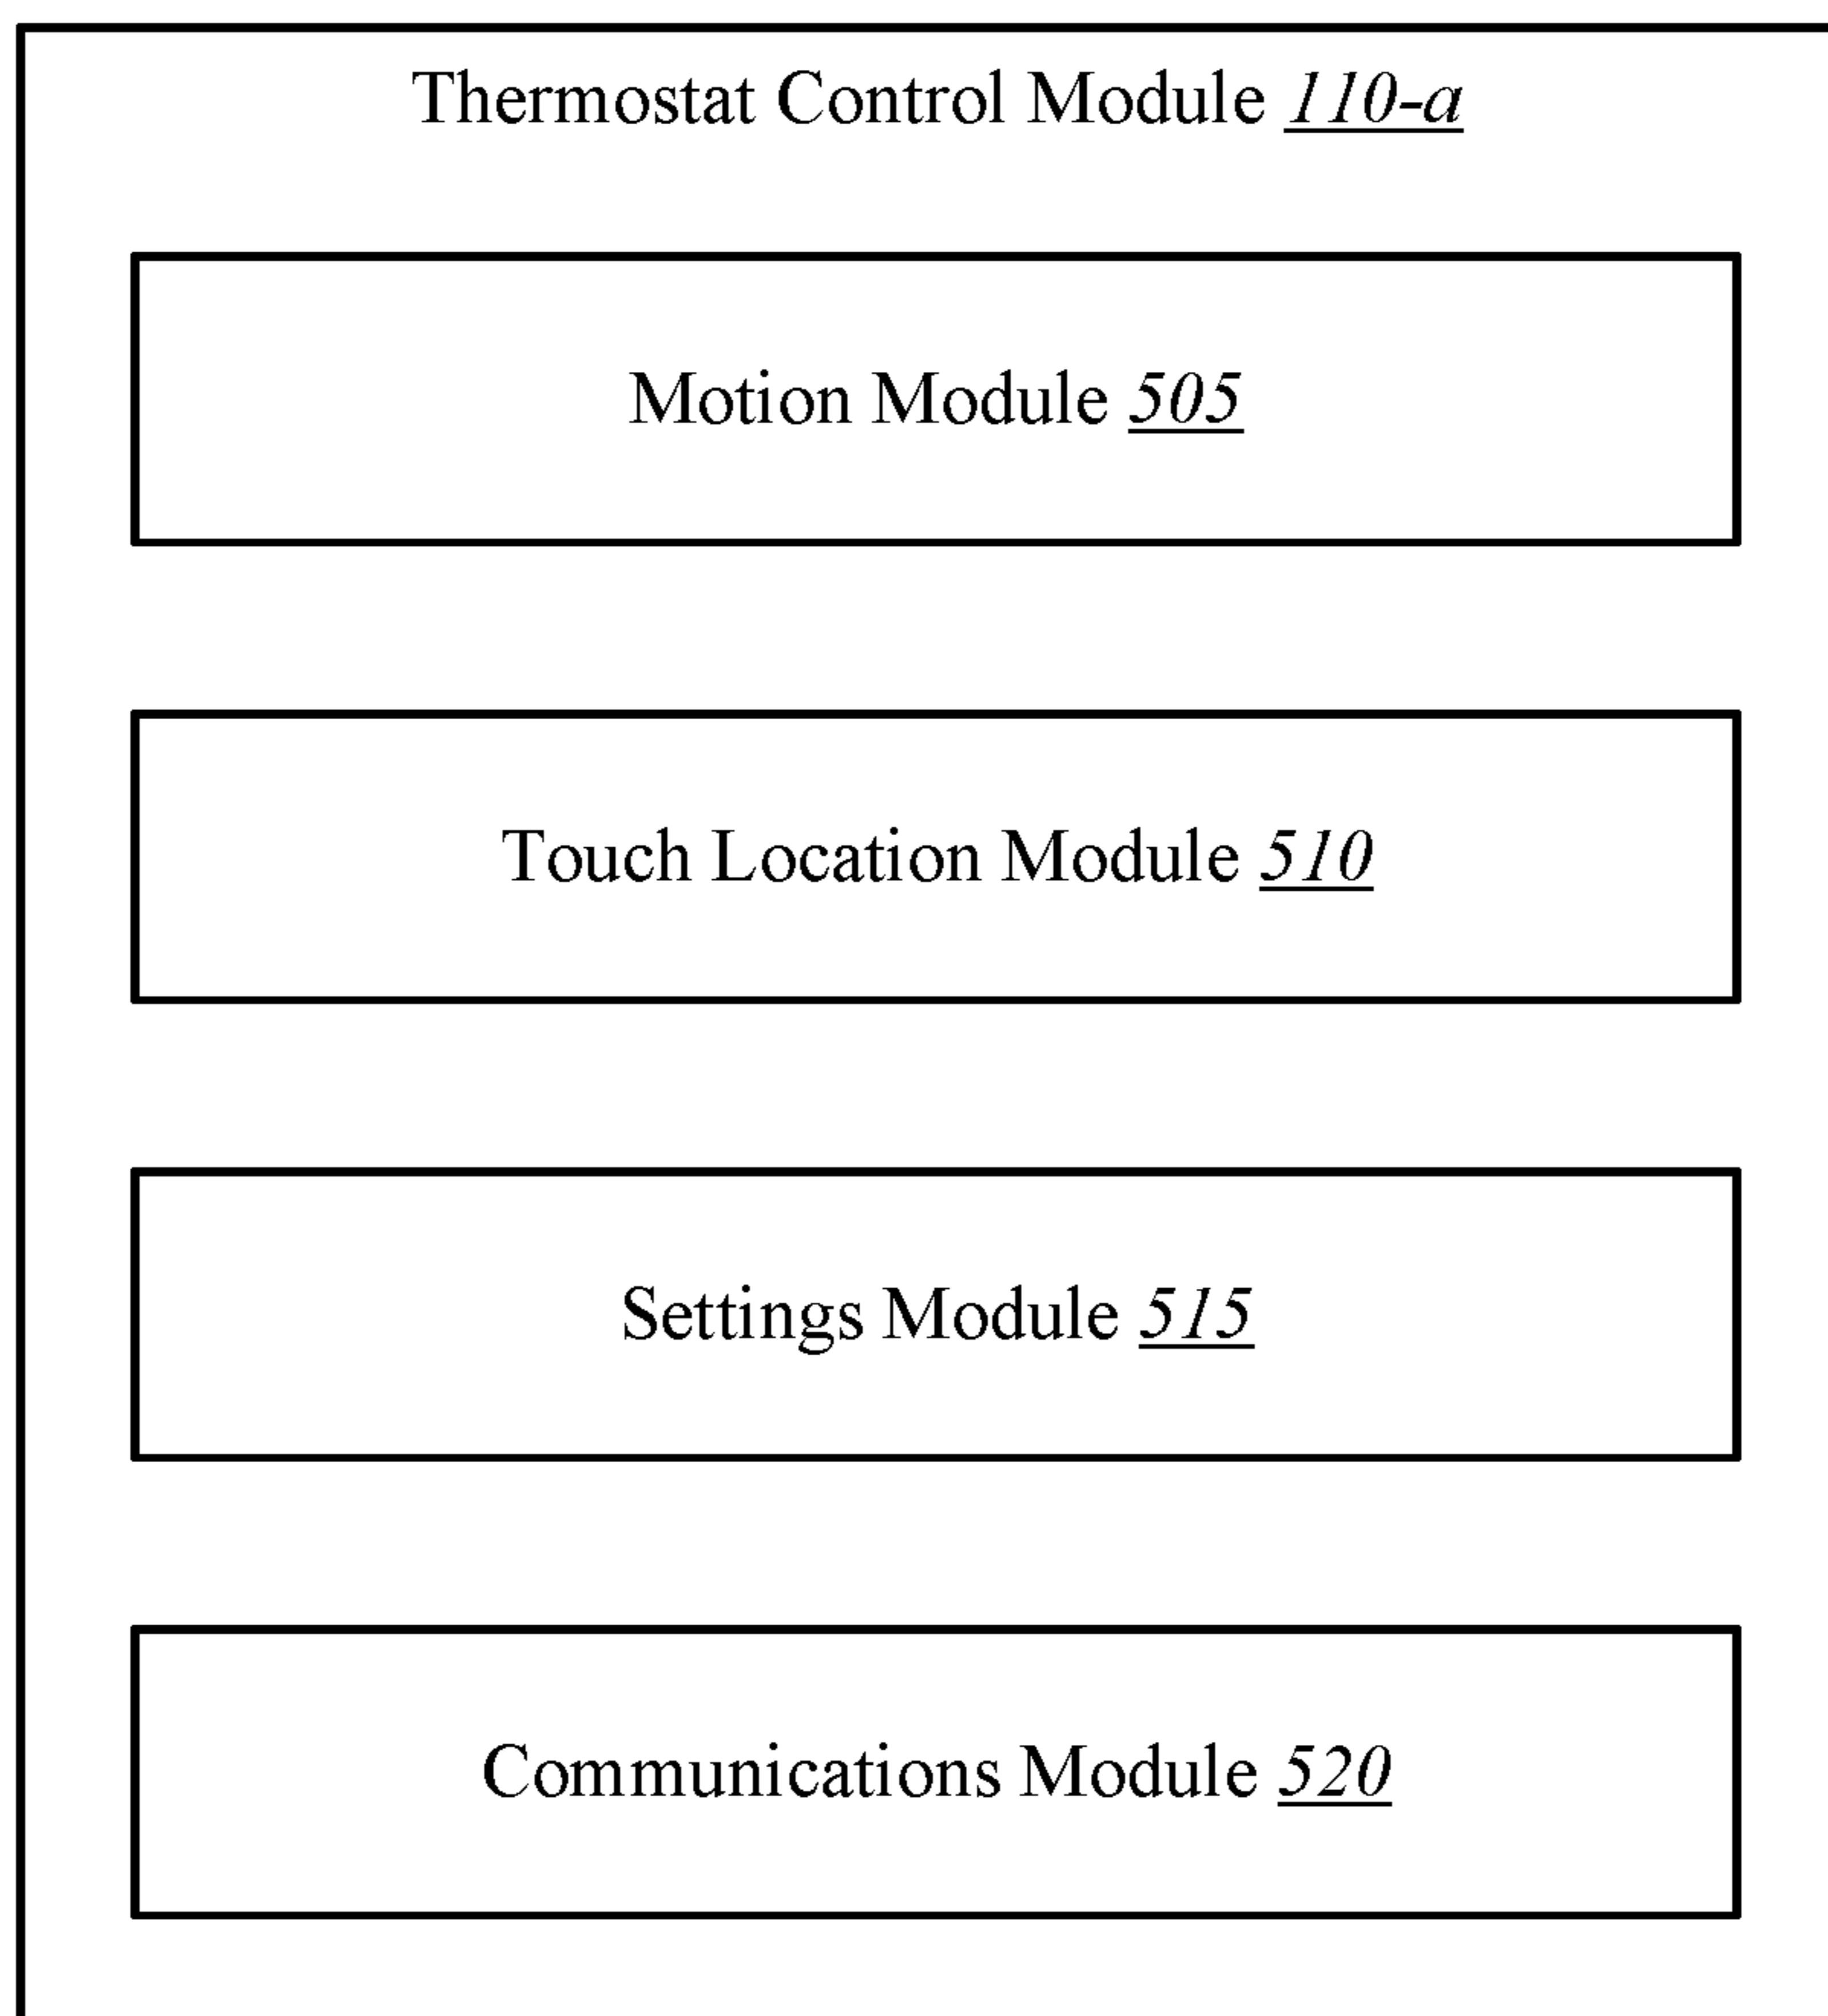 Thermostat Control Module 110-a
Motion Module 505
Touch Location Module 510
Settings Module 515
Communications Module 520